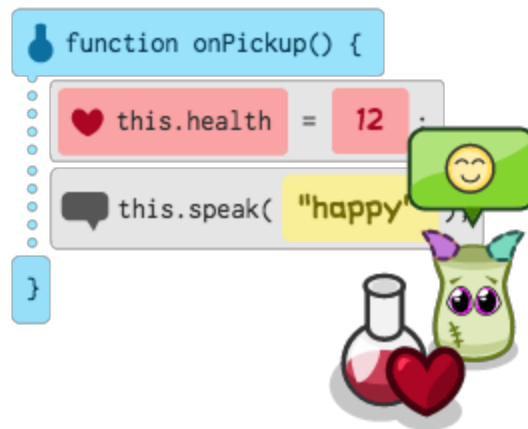 function onPickup() {
this.health = 12 ;
this.speak( "happy" );
}